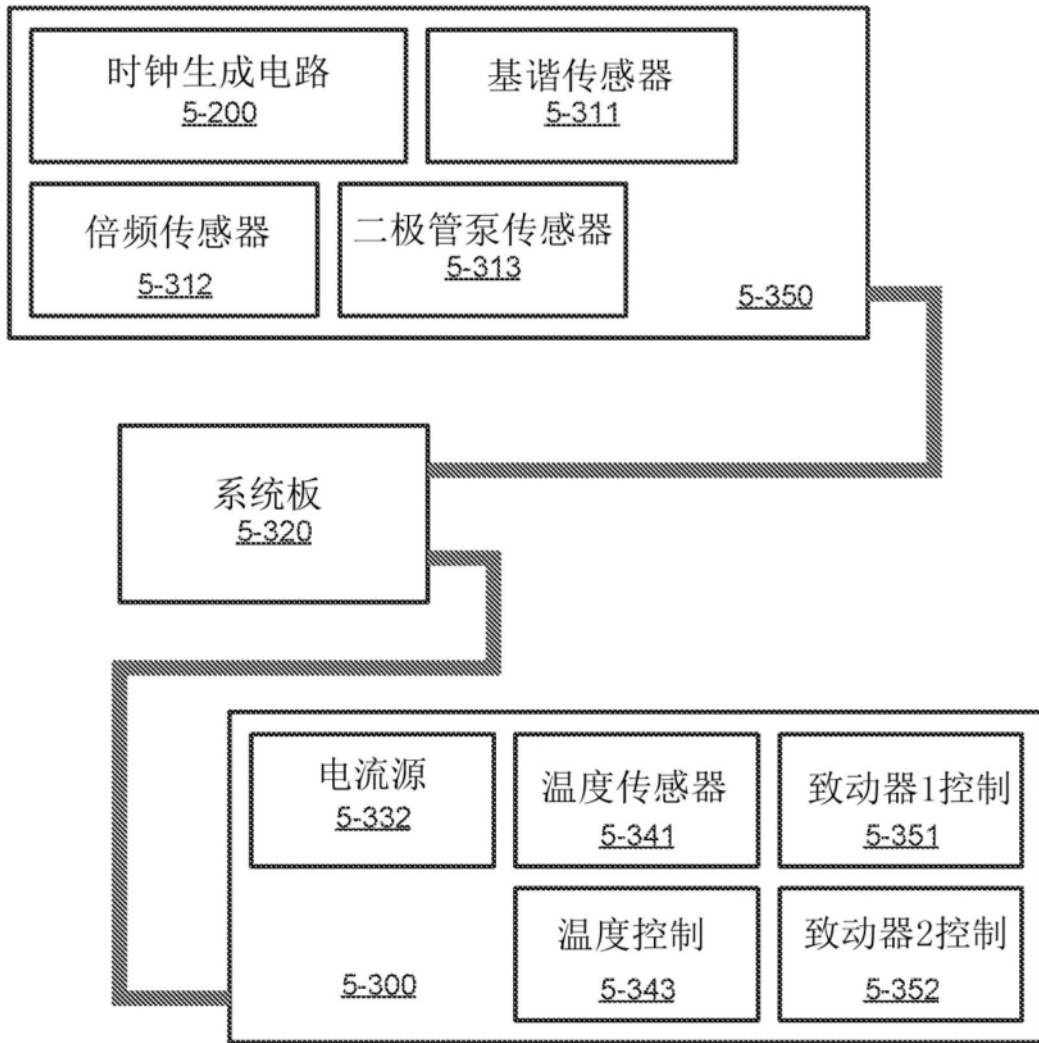 时钟生成电路
5-200
基谐传感器
5-311
倍频传感器
5-312
二极管泵传感器
5-313
5-350
系统板
5-320
电流源
5-332
温度传感器
5-341
致动器1控制
5-351
温度控制
5-343
致动器2控制
5-352
5-300